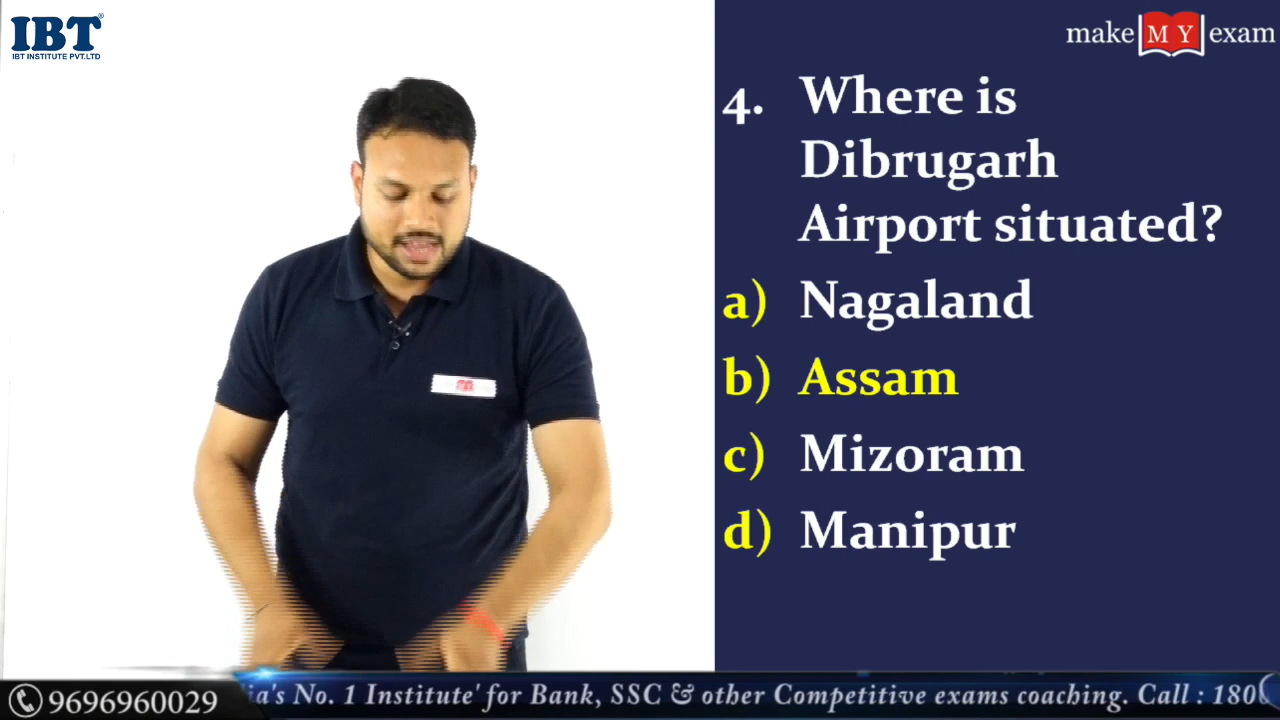 IBT
IBT INSTITUTE PVT.LTD
make MY exam
4. Where is
Dibrugarh
Airport situated?
a) Nagaland
b) Assam
c) Mizoram
d) Manipur
9696960029
ia's No. 1 Institute' for Bank, SSC & other Competitive exams coaching. Call : 180